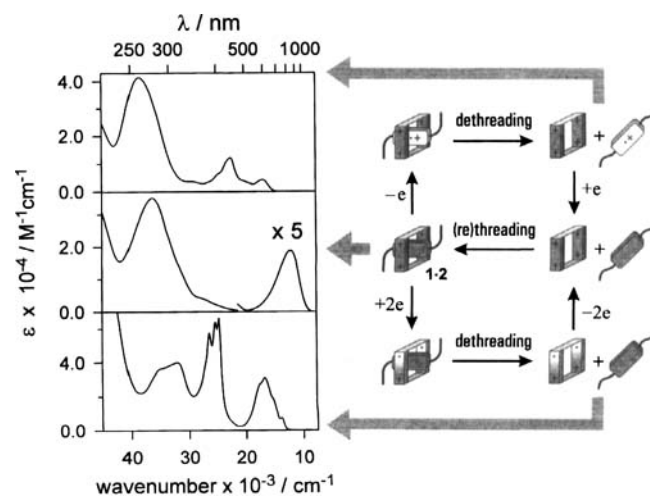 λ / nm
250 300 500 1000
4.0
2.0
0.0
2.0
0.0
4.0
0.0
ε x 10⁻⁴ / M⁻¹cm⁻¹
x 5
40 30 20 10
wavenumber x 10⁻³ / cm⁻¹
dethreading
+
−e
+e
(re)threading
+
1·2
+2e
−2e
dethreading
+